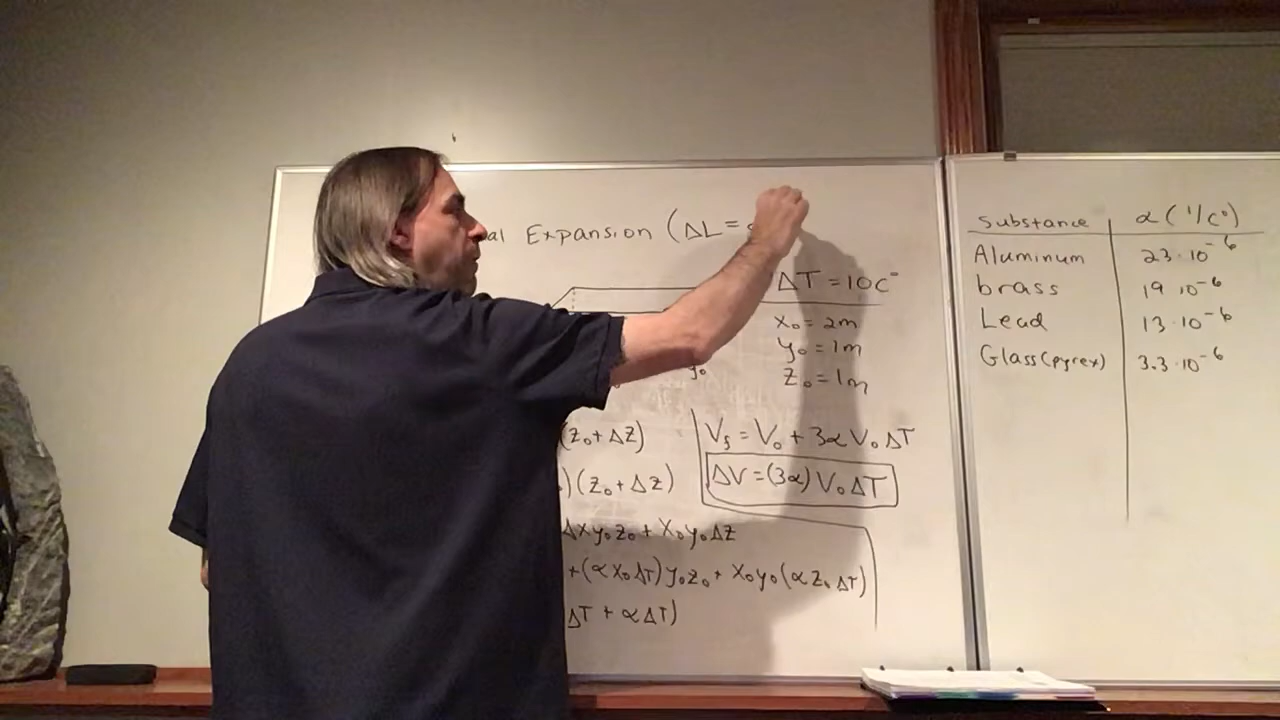 al Expansion (ΔL=
ΔT = 10C°
x₀ = 2m
y₀ = 1m
z₀ = 1m
y₀
(z₀+ΔZ)
)(z₀+ΔZ)
Δxy₀z₀ + x₀y₀ΔZ
+(αx₀ΔT)y₀z₀ + x₀y₀(αz₀ΔT)
ΔT + αΔT)
V_f = V₀ + 3αV₀ΔT
ΔV=(3α)V₀ΔT
Substance α(1/C°)
Aluminum 23·10⁻⁶
brass 19 10⁻⁶
Lead 13·10⁻⁶
Glass(pyrex) 3.3·10⁻⁶